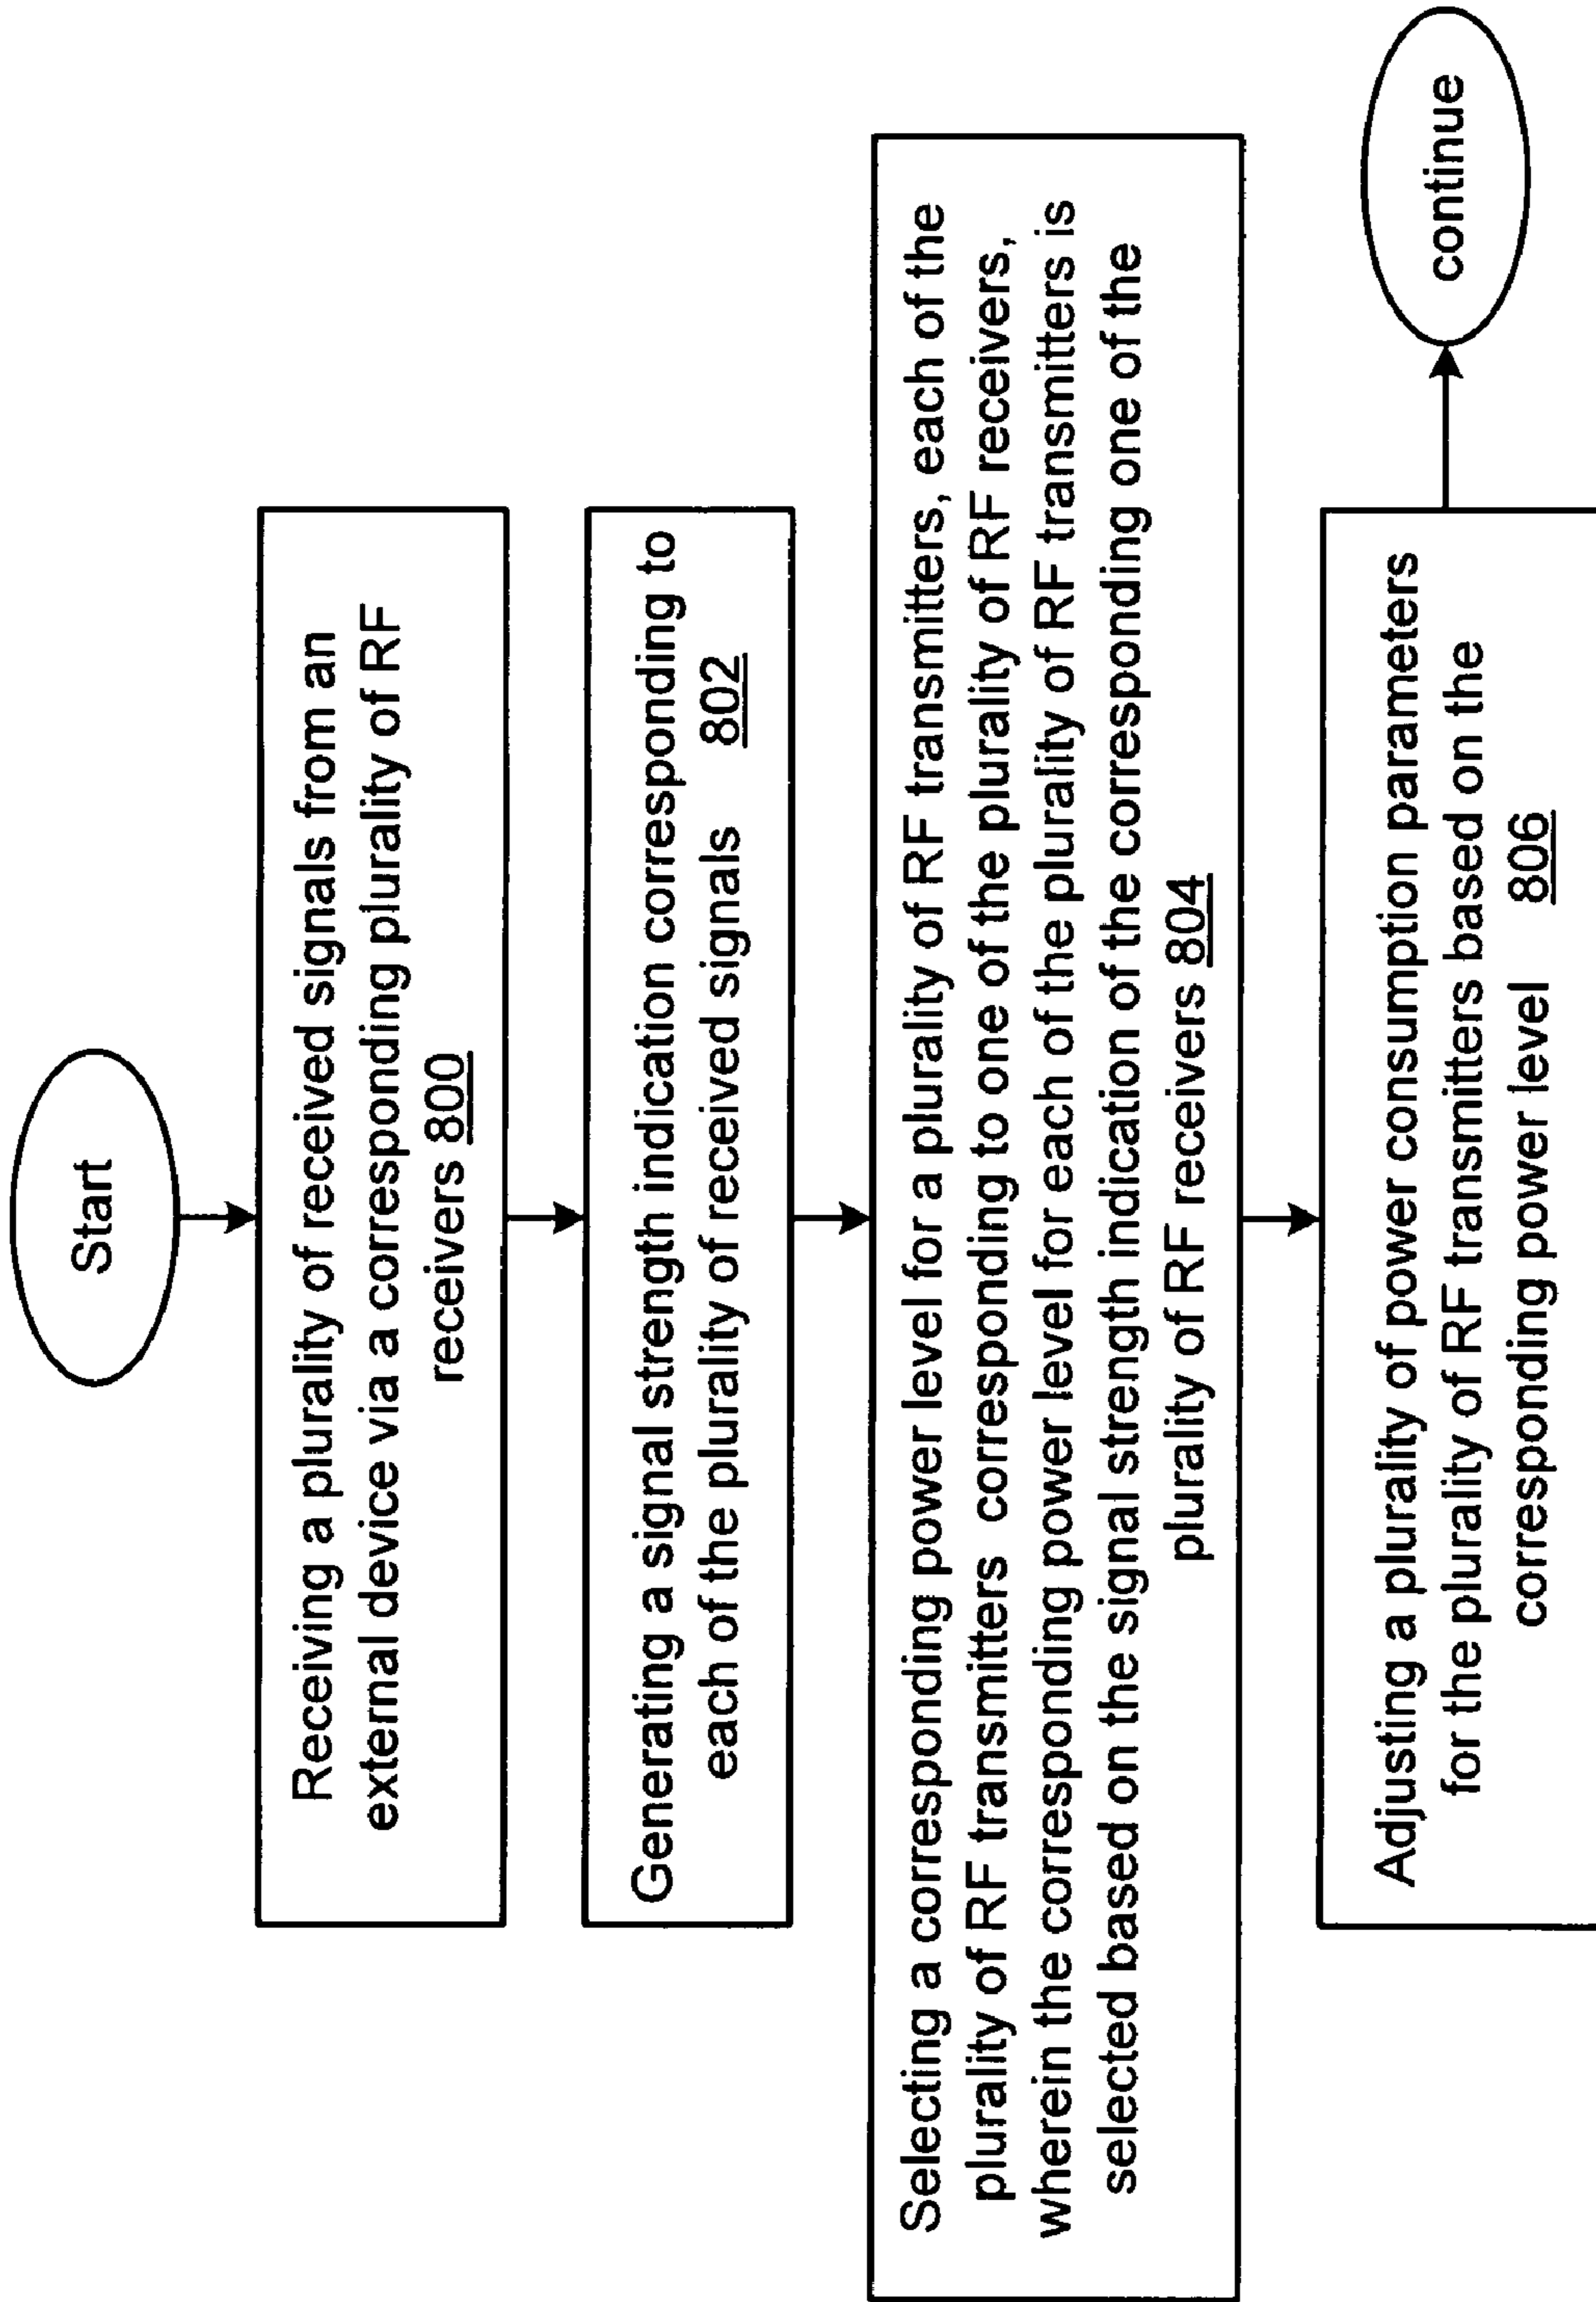 Start
Receiving a plurality of received signals from an
external device via a corresponding plurality of RF
receivers 800
Generating a signal strength indication corresponding to
each of the plurality of received signals 802
Selecting a corresponding power level for a plurality of RF transmitters, each of the
plurality of RF transmitters corresponding to one of the plurality of RF receivers,
wherein the corresponding power level for each of the plurality of RF transmitters is
selected based on the signal strength indication of the corresponding one of the
plurality of RF receivers 804
Adjusting a plurality of power consumption parameters
for the plurality of RF transmitters based on the
corresponding power level 806
continue